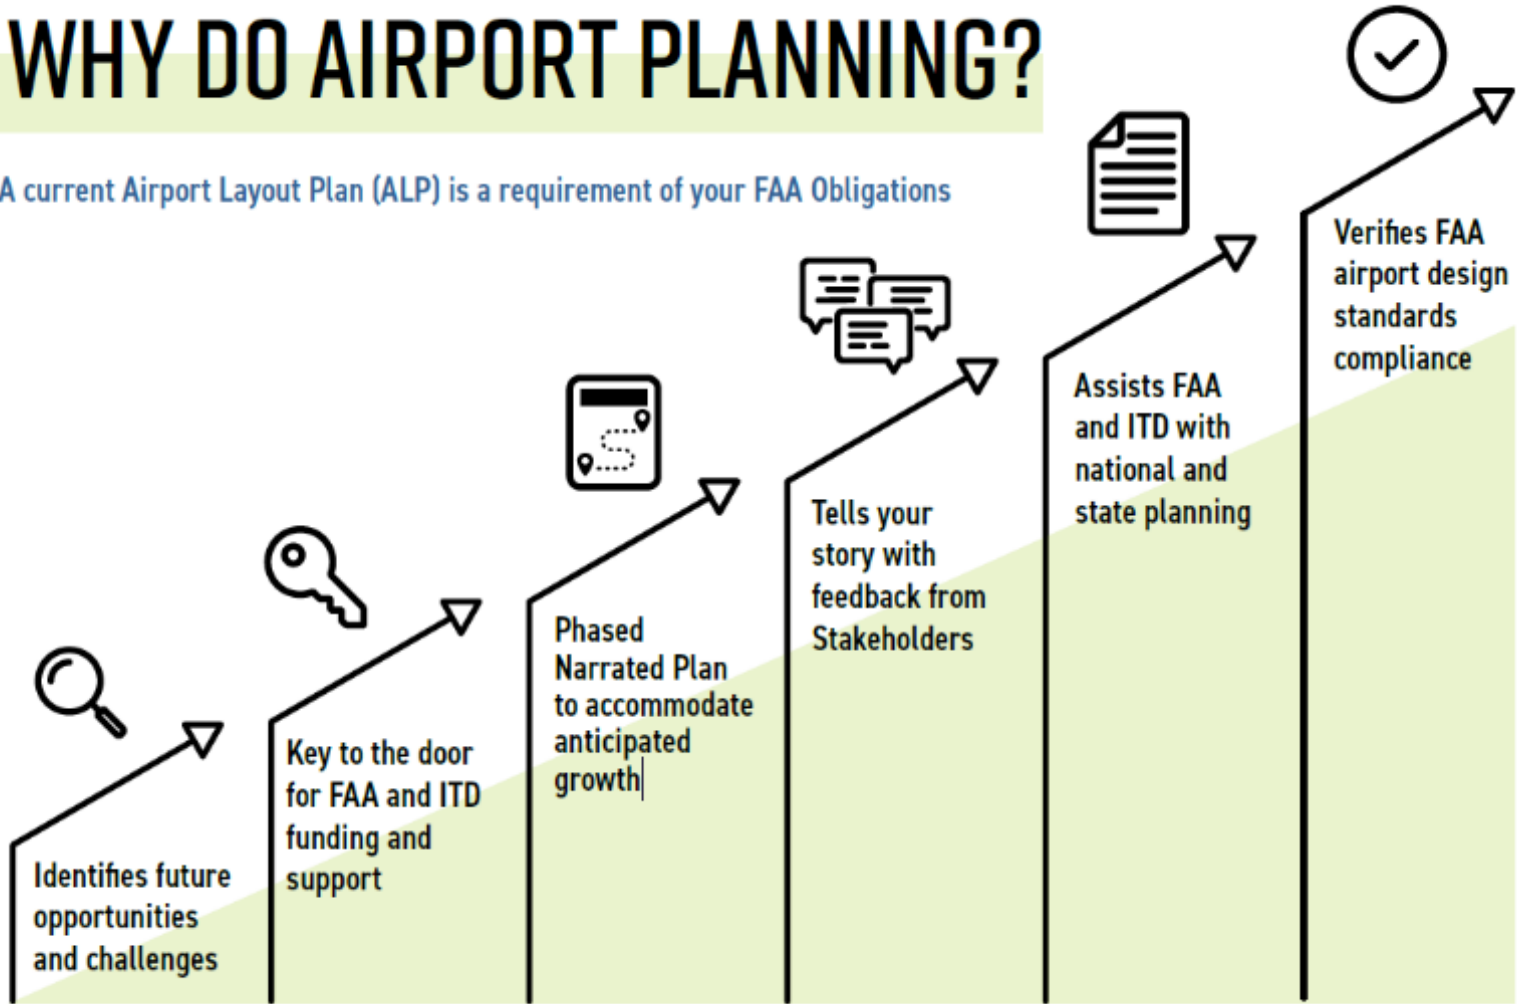 WHY DO AIRPORT PLANNING?
A current Airport Layout Plan (ALP) is a requirement of your FAA Obligations
Identifies future
opportunities
and challenges
Key to the door
for FAA and ITD
funding and
support
Phased
Narrated Plan
to accommodate
anticipated
growth
Tells your
story with
feedback from
Stakeholders
Assists FAA
and ITD with
national and
state planning
Verifies FAA
airport design
standards
compliance